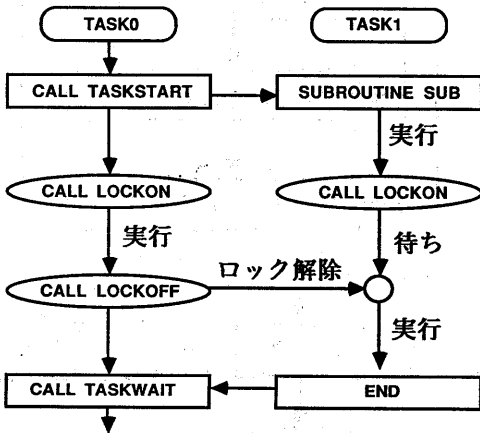 TASK0
TASK1
CALL TASKSTART
SUBROUTINE SUB
実行
CALL LOCKON
CALL LOCKON
実行
待ち
ロック解除
CALL LOCKOFF
実行
CALL TASKWAIT
END